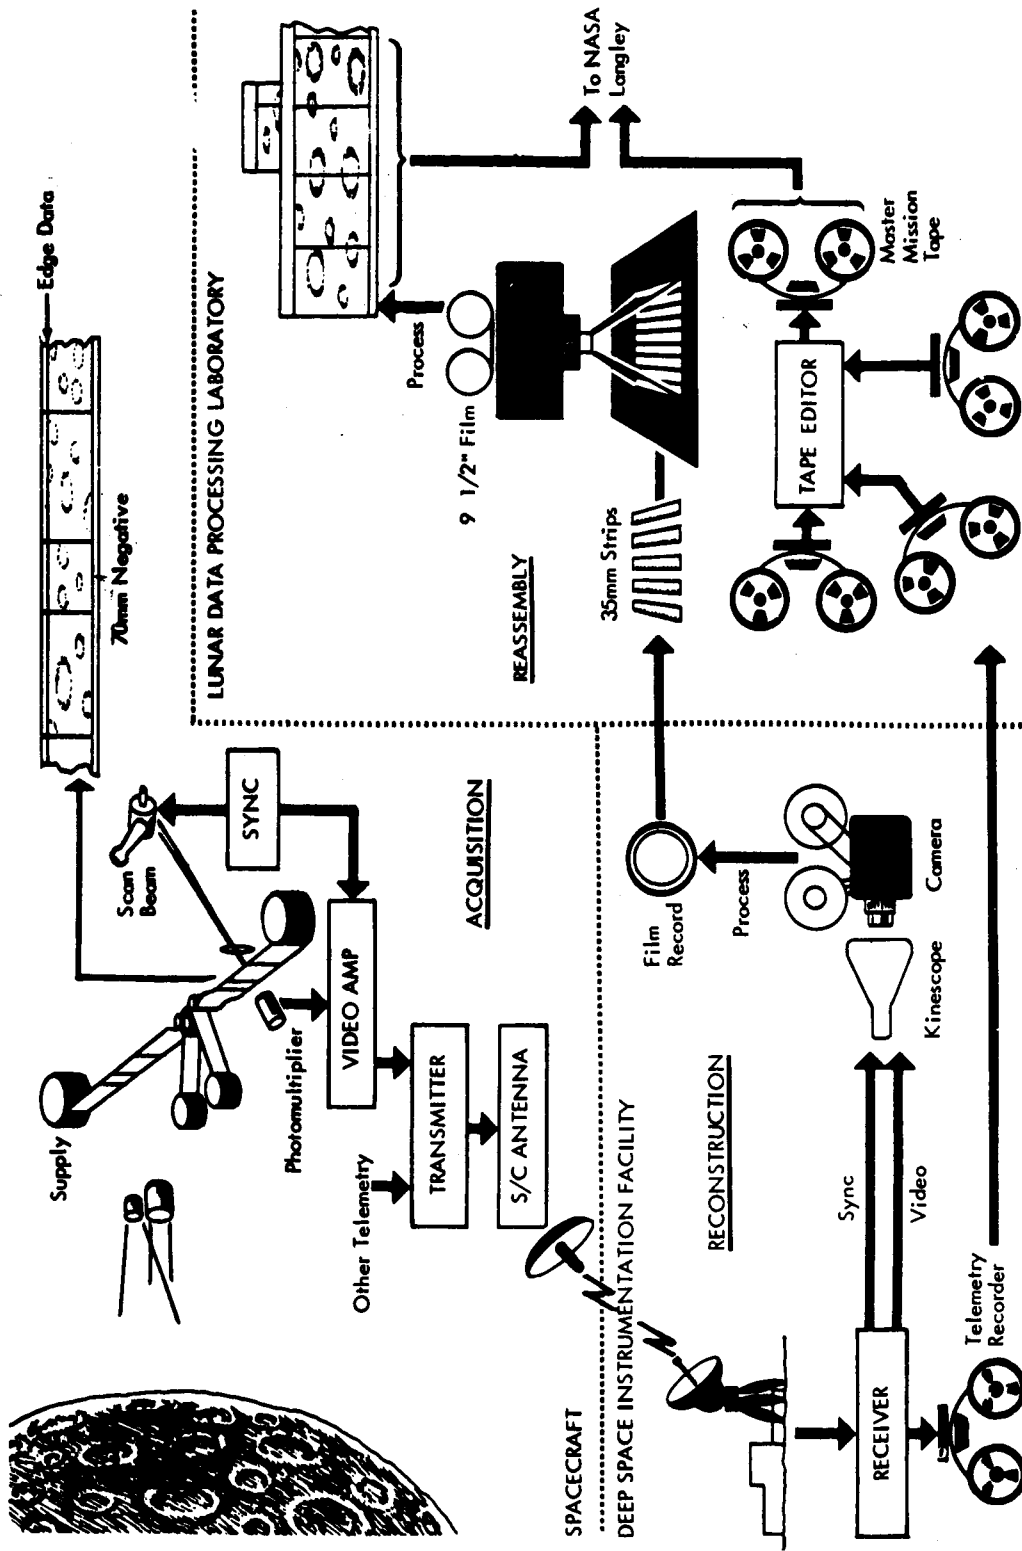 Edge Data
70mm Negative
Supply
Scan
Beam
SYNC
Photomultiplier
VIDEO AMP
Other Telemetry
TRANSMITTER
S/C ANTENNA
ACQUISITION
SPACECRAFT
DEEP SPACE INSTRUMENTATION FACILITY
RECONSTRUCTION
RECEIVER
Sync
Video
Telemetry
Recorder
Kinescope
Camera
Process
Film
Record
LUNAR DATA PROCESSING LABORATORY
REASSEMBLY
35mm Strips
9 1/2" Film
Process
To NASA
Langley
TAPE EDITOR
Master
Mission
Tape